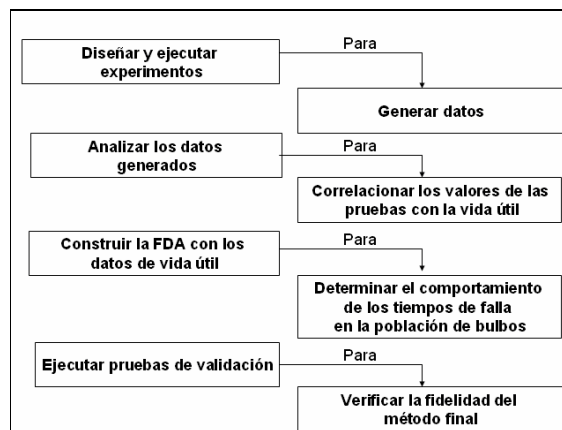 Diseñar y ejecutar
experimentos
Para
Generar datos
Analizar los datos
generados
Para
Correlacionar los valores de las
pruebas con la vida útil
Construir la FDA con los
datos de vida útil
Para
Determinar el comportamiento
de los tiempos de falla
en la población de bulbos
Ejecutar pruebas de validación
Para
Verificar la fidelidad del
método final